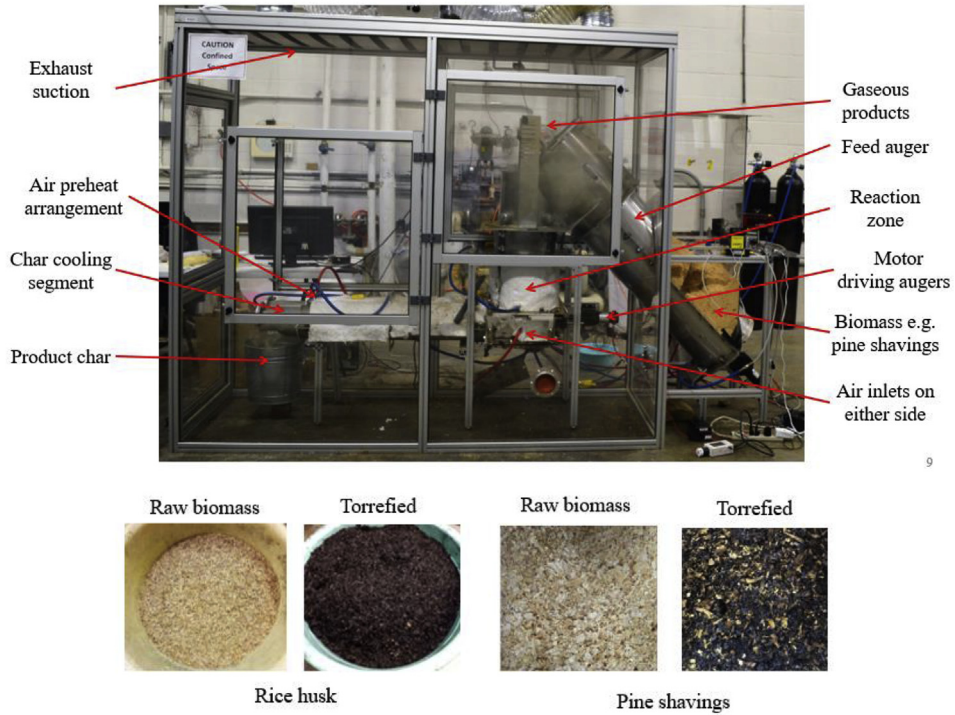 CAUTION
Confined
Space
Exhaust
suction
Air preheat
arrangement
Char cooling
segment
Product char
Gaseous
products
Feed auger
Reaction
zone
Motor
driving augers
Biomass e.g.
pine shavings
Air inlets on
either side
9
Raw biomass
Torrefied
Raw biomass
Torrefied
Rice husk
Pine shavings